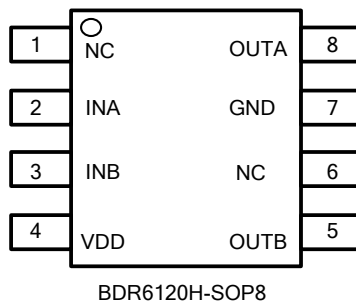 1 NC OUTA 8
2 INA GND 7
3 INB NC 6
4 VDD OUTB 5
BDR6120H-SOP8